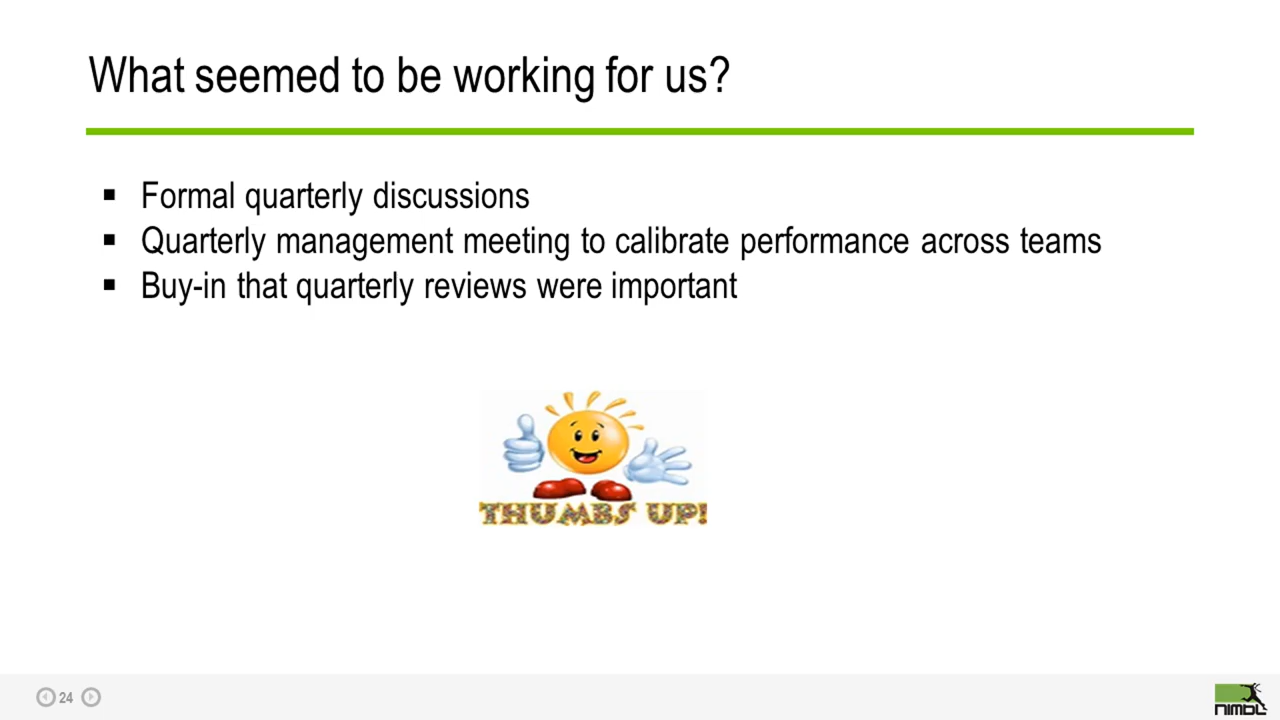 What seemed to be working for us?
▪ Formal quarterly discussions
▪ Quarterly management meeting to calibrate performance across teams
▪ Buy-in that quarterly reviews were important
THUMBS UP!
24
nimbl